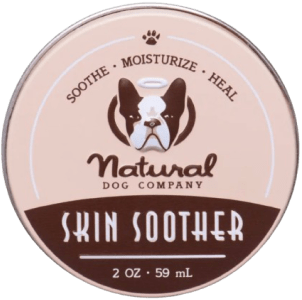 SOOTHE · MOISTURIZE · HEAL
Natural
DOG COMPANY
SKIN SOOTHER
2 OZ · 59 mL